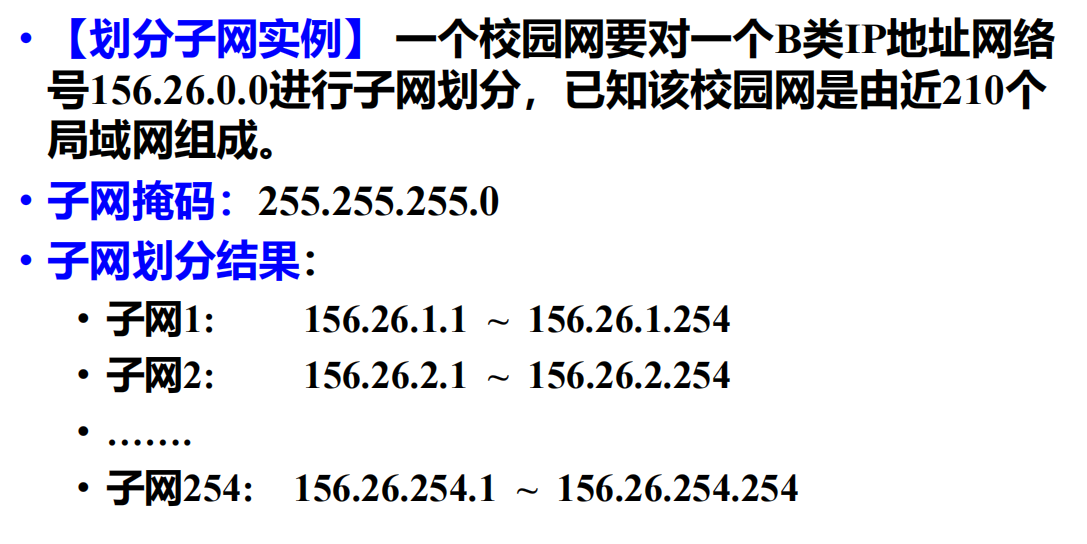 • 【划分子网实例】 一个校园网要对一个B类IP地址网络
号156.26.0.0进行子网划分，已知该校园网是由近210个
局域网组成。
• 子网掩码：255.255.255.0
• 子网划分结果：
• 子网1: 156.26.1.1 ~ 156.26.1.254
• 子网2: 156.26.2.1 ~ 156.26.2.254
• …….
• 子网254: 156.26.254.1 ~ 156.26.254.254